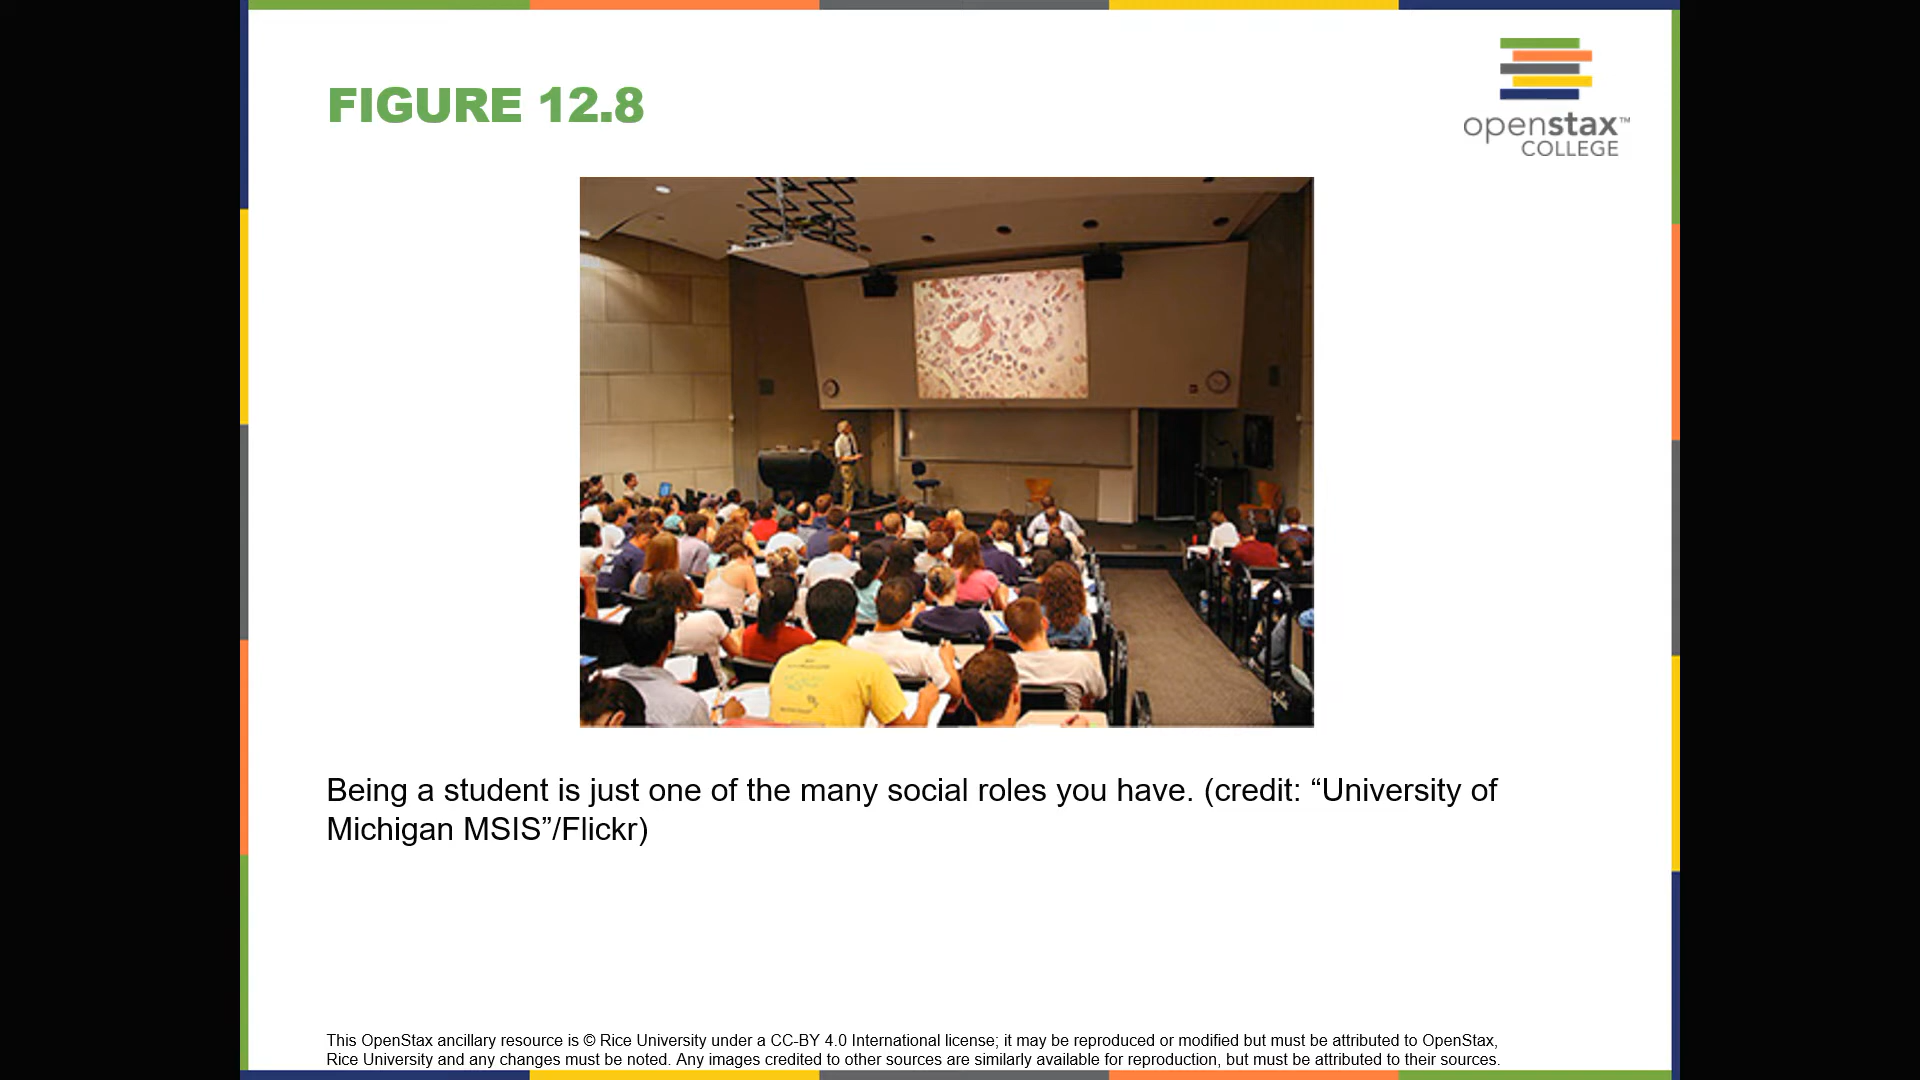 FIGURE 12.8
openstax™
COLLEGE
Being a student is just one of the many social roles you have. (credit: “University of
Michigan MSIS”/Flickr)
This OpenStax ancillary resource is © Rice University under a CC-BY 4.0 International license; it may be reproduced or modified but must be attributed to OpenStax,
Rice University and any changes must be noted. Any images credited to other sources are similarly available for reproduction, but must be attributed to their sources.